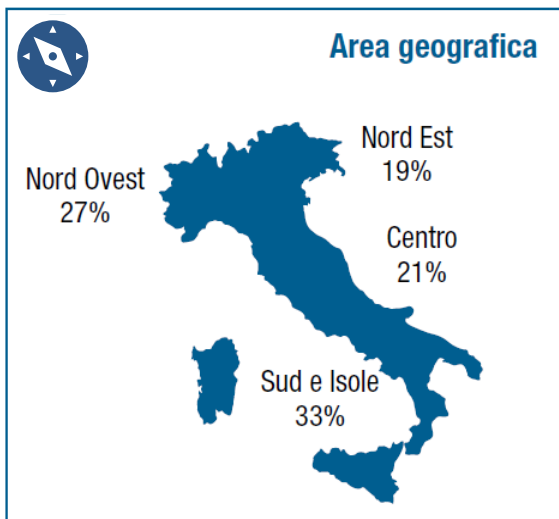 Area geografica
Nord Est
19%
Nord Ovest
27%
Centro
21%
Sud e Isole
33%